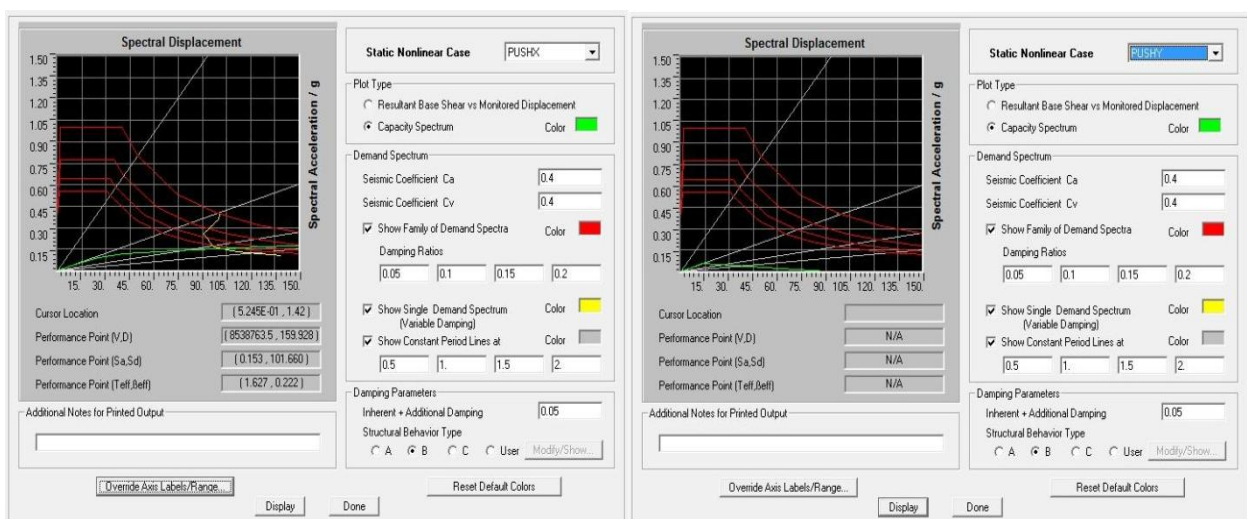 Spectral Displacement
1.50
1.35
1.20
1.05
0.90
0.75
0.60
0.45
0.30
0.15
15. 30. 45. 60. 75. 90. 105. 120. 135. 150.
Spectral Acceleration / g
Cursor Location ( 5.245E-01 , 1.42 )
Performance Point (V,D) ( 8538763.5 , 159.928 )
Performance Point (Sa,Sd) ( 0.153 , 101.660 )
Performance Point (Teff,ßeff) ( 1.627 , 0.222 )
Additional Notes for Printed Output
Static Nonlinear Case PUSHX
Plot Type
Resultant Base Shear vs Monitored Displacement
Capacity Spectrum Color
Demand Spectrum
Seismic Coefficient Ca 0.4
Seismic Coefficient Cv 0.4
Show Family of Demand Spectra Color
Damping Ratios
0.05 0.1 0.15 0.2
Show Single Demand Spectrum Color
(Variable Damping)
Show Constant Period Lines at Color
0.5 1. 1.5 2.
Damping Parameters
Inherent + Additional Damping 0.05
Structural Behavior Type
A B C User Modify/Show...
Override Axis Labels/Range... Reset Default Colors
Display Done
Spectral Displacement
1.50
1.35
1.20
1.05
0.90
0.75
0.60
0.45
0.30
0.15
15. 30. 45. 60. 75. 90. 105. 120. 135. 150.
Spectral Acceleration / g
Cursor Location
Performance Point (V,D) N/A
Performance Point (Sa,Sd) N/A
Performance Point (Teff,ßeff) N/A
Additional Notes for Printed Output
Static Nonlinear Case PUSHY
Plot Type
Resultant Base Shear vs Monitored Displacement
Capacity Spectrum Color
Demand Spectrum
Seismic Coefficient Ca 0.4
Seismic Coefficient Cv 0.4
Show Family of Demand Spectra Color
Damping Ratios
0.05 0.1 0.15 0.2
Show Single Demand Spectrum Color
(Variable Damping)
Show Constant Period Lines at Color
0.5 1. 1.5 2.
Damping Parameters
Inherent + Additional Damping 0.05
Structural Behavior Type
A B C User Modify/Show...
Override Axis Labels/Range... Reset Default Colors
Display Done